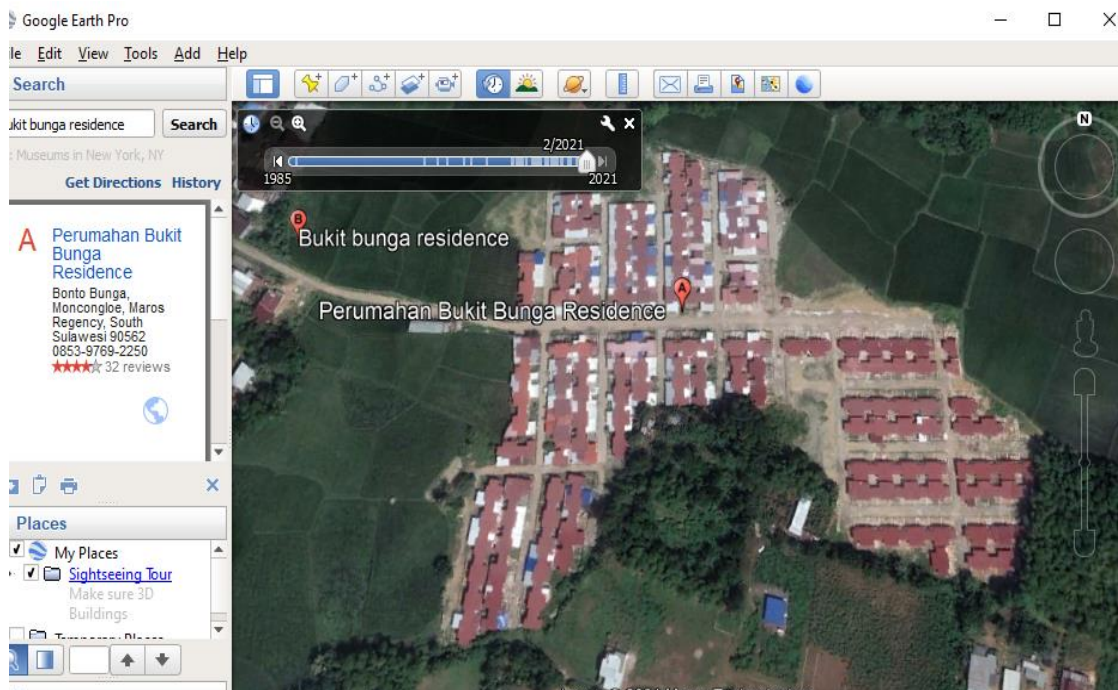 Google Earth Pro
ile Edit View Tools Add Help
Search
ukit bunga residence Search
: Museums in New York, NY
Get Directions History
A Perumahan Bukit
Bunga
Residence
Bonto Bunga,
Moncongloe, Maros
Regency, South
Sulawesi 90562
0853-9769-2250
32 reviews
Places
My Places
Sightseeing Tour
Make sure 3D
Buildings
2/2021
1985 2021
N
B
Bukit bunga residence
A
Perumahan Bukit Bunga Residence